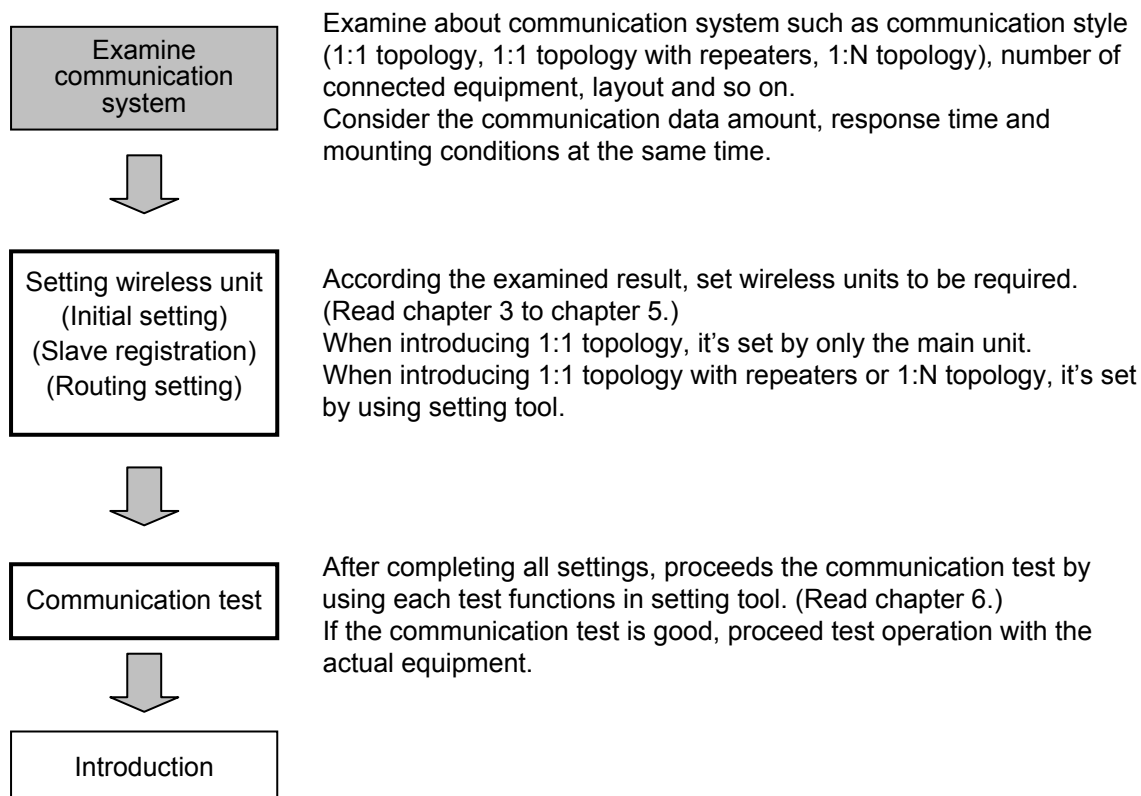 Examine
communication
system
Examine about communication system such as communication style
(1:1 topology, 1:1 topology with repeaters, 1:N topology), number of
connected equipment, layout and so on.
Consider the communication data amount, response time and
mounting conditions at the same time.
Setting wireless unit
(Initial setting)
(Slave registration)
(Routing setting)
According the examined result, set wireless units to be required.
(Read chapter 3 to chapter 5.)
When introducing 1:1 topology, it’s set by only the main unit.
When introducing 1:1 topology with repeaters or 1:N topology, it’s set
by using setting tool.
Communication test
After completing all settings, proceeds the communication test by
using each test functions in setting tool. (Read chapter 6.)
If the communication test is good, proceed test operation with the
actual equipment.
Introduction